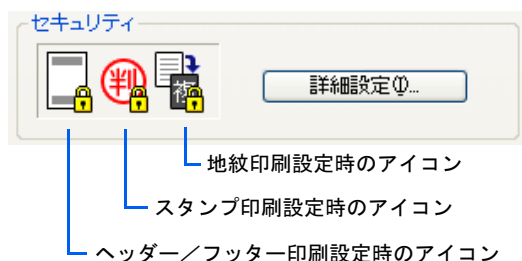 セキュリティ
判
複
詳細設定(I)...
地紋印刷設定時のアイコン
スタンプ印刷設定時のアイコン
ヘッダー／フッター印刷設定時のアイコン